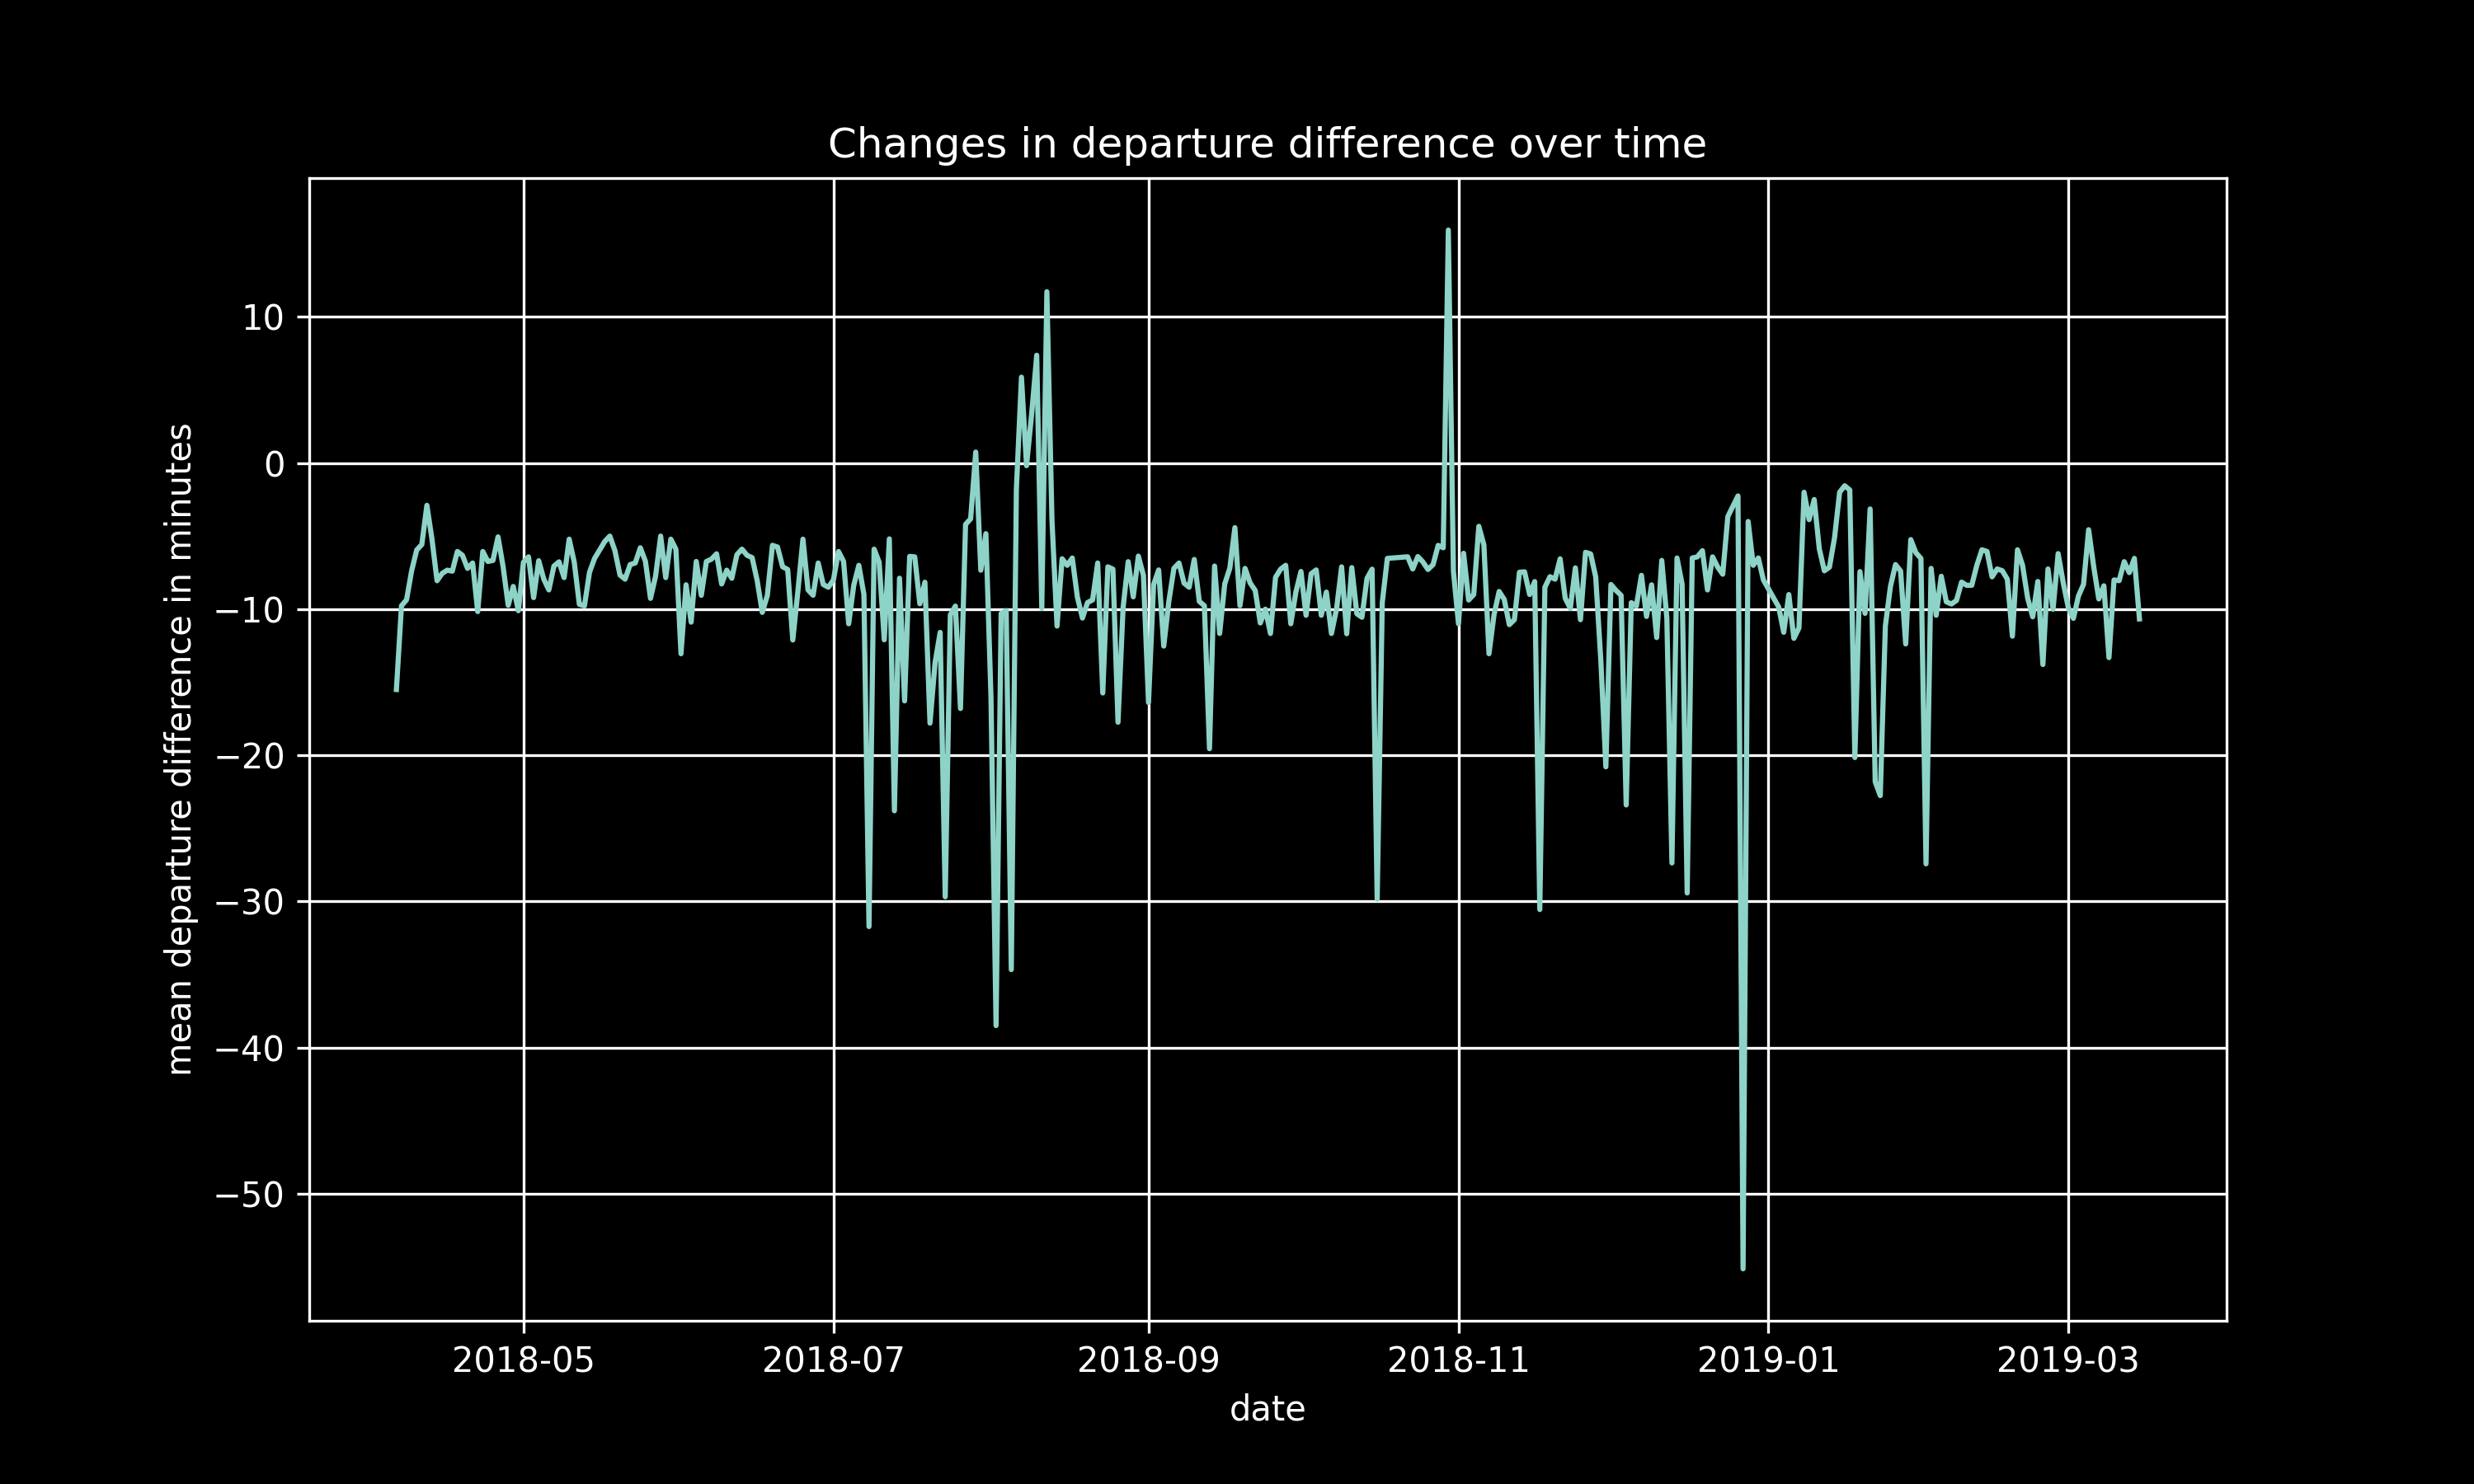 Changes in departure difference over time
mean departure difference in minutes
10
0
−10
−20
−30
−40
−50
2018-05 2018-07 2018-09 2018-11 2019-01 2019-03
date